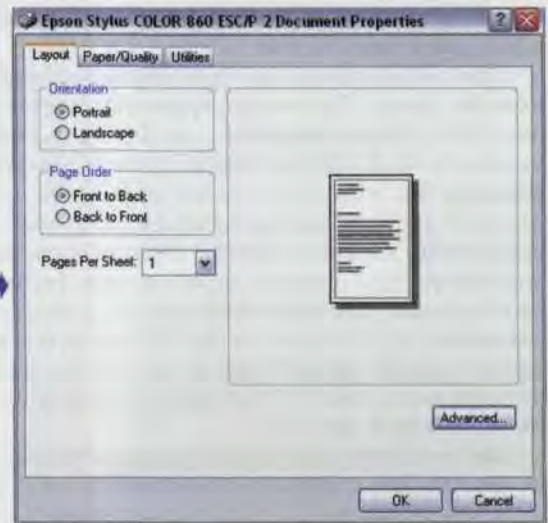 Epson Stylus COLOR 860 ESC/P 2 Document Properties
Layout Paper/Quality Utilities
Orientation
Portrait
Landscape
Page Order
Front to Back
Back to Front
Pages Per Sheet: 1
Advanced...
OK Cancel